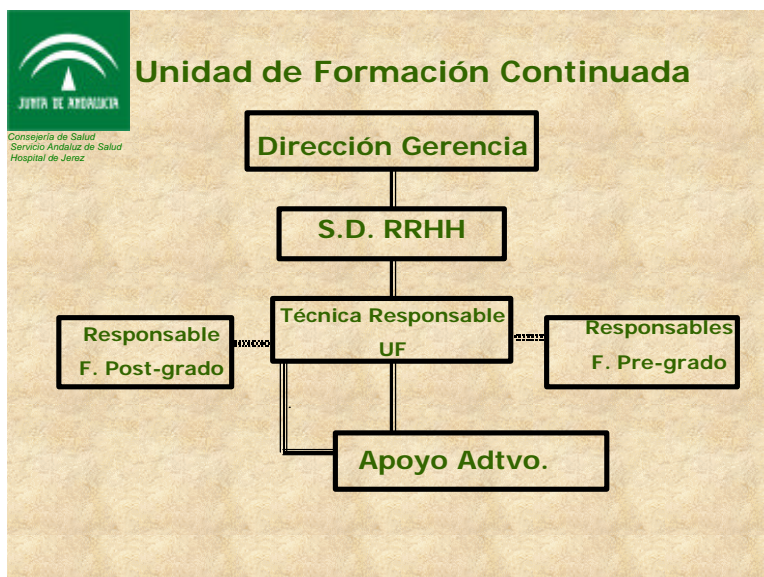 JUNTA DE ANDALUCIA
Consejería de Salud
Servicio Andaluz de Salud
Hospital de Jerez
Unidad de Formación Continuada
Dirección Gerencia
S.D. RRHH
Técnica Responsable
UF
Responsable
F. Post-grado
Responsables
F. Pre-grado
Apoyo Adtvo.